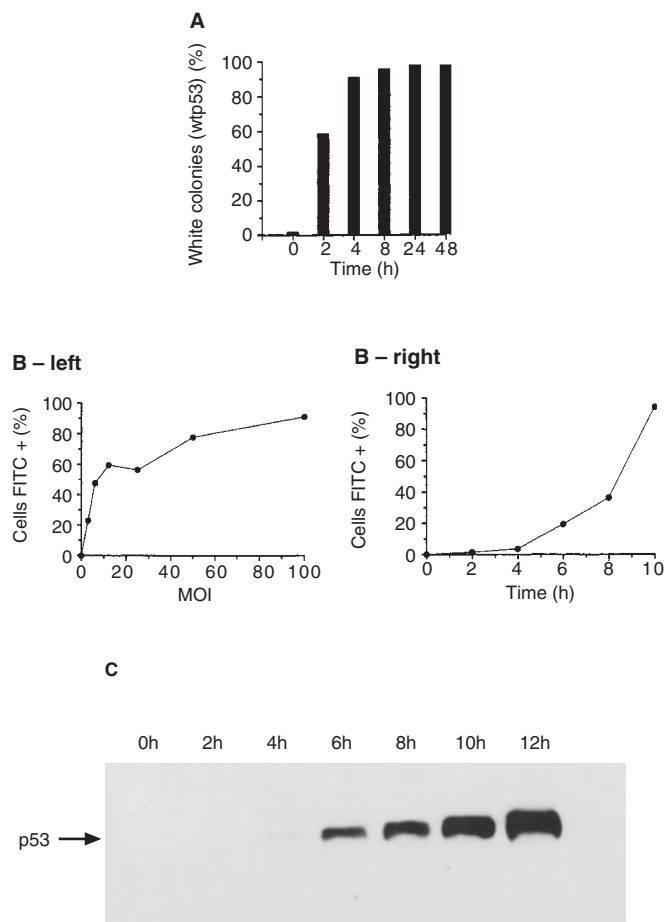 A
White colonies (wtp53) (%)
100
80
60
40
20
0
0 2 4 8 24 48
Time (h)
B – left
Cells FITC + (%)
100
80
60
40
20
0
0 20 40 60 80 100
MOI
B – right
Cells FITC + (%)
100
80
60
40
20
0
0 2 4 6 8 10
Time (h)
C
0h 2h 4h 6h 8h 10h 12h
p53